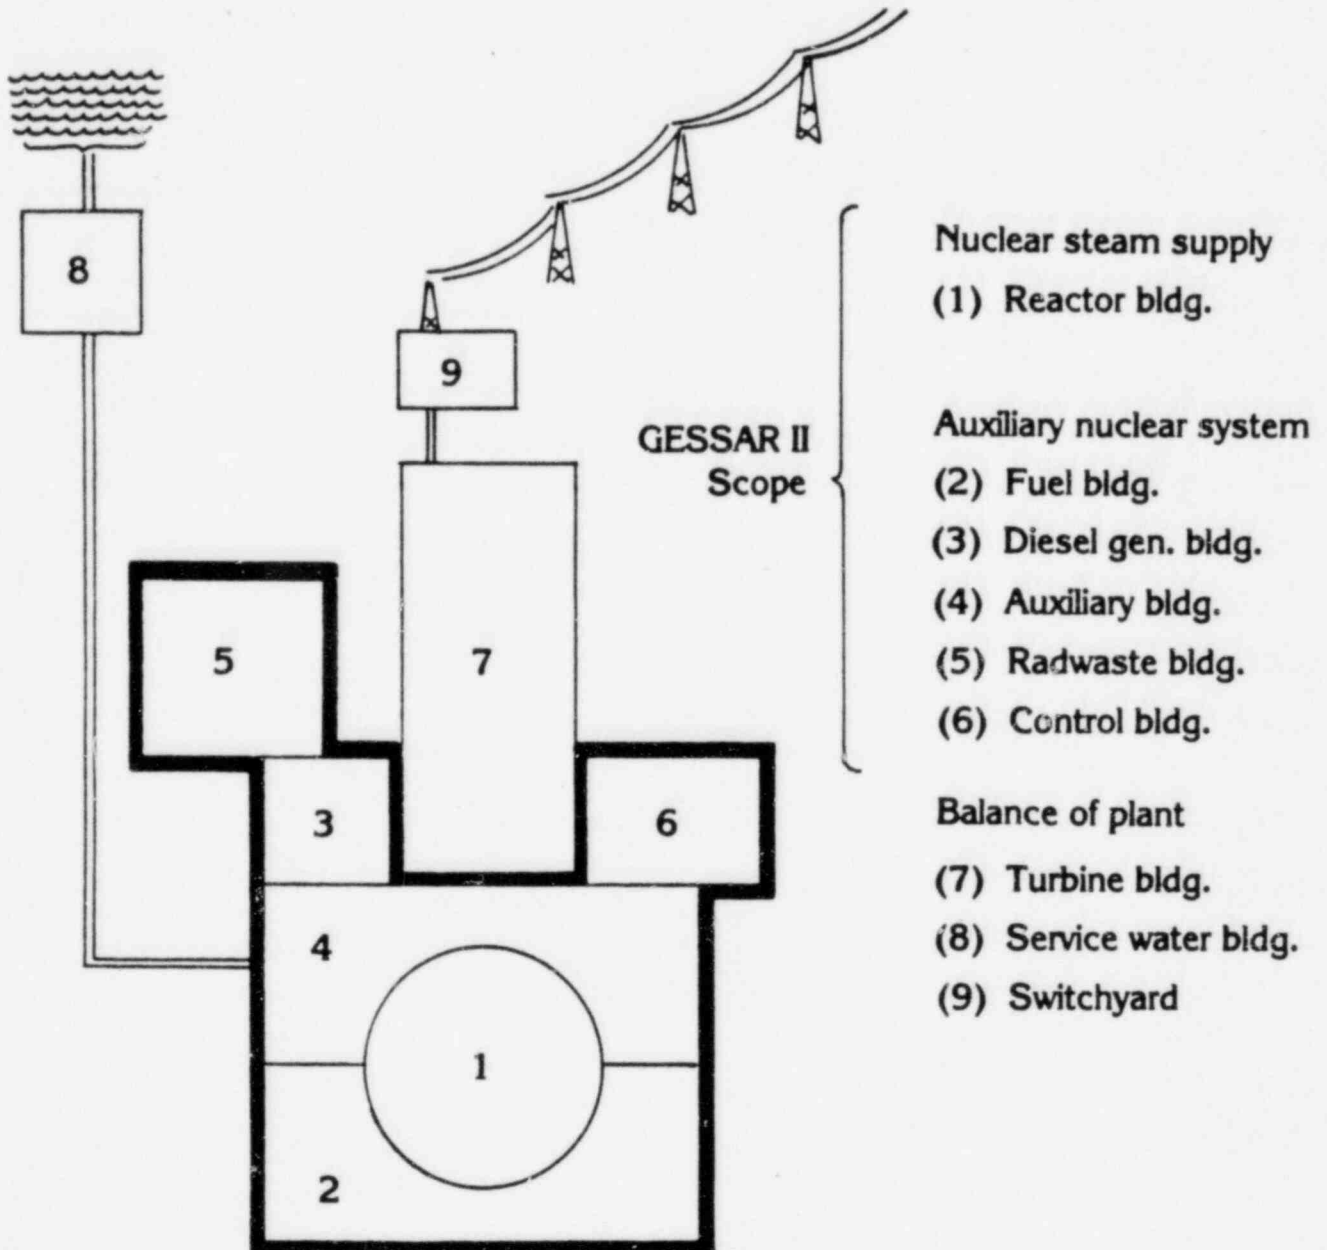 8
9
5
7
3
6
4
1
2
GESSAR II
Scope
Nuclear steam supply
(1) Reactor bldg.
Auxiliary nuclear system
(2) Fuel bldg.
(3) Diesel gen. bldg.
(4) Auxiliary bldg.
(5) Radwaste bldg.
(6) Control bldg.
Balance of plant
(7) Turbine bldg.
(8) Service water bldg.
(9) Switchyard